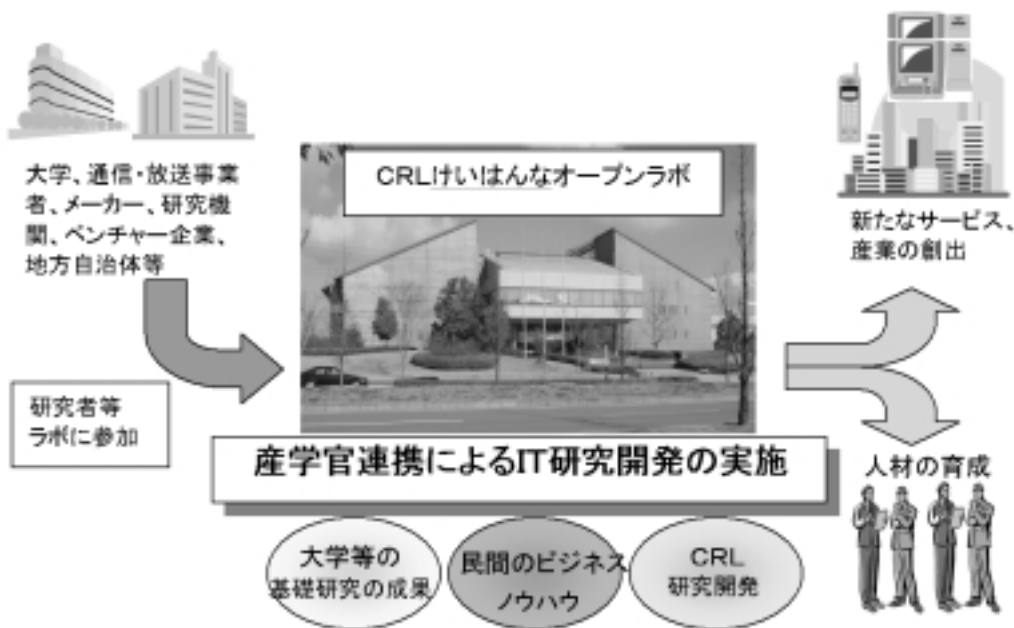 大学、通信・放送事業
者、メーカー、研究機
関、ベンチャー企業、
地方自治体等
研究者等
ラボに参加
CRLけいはんなオープンラボ
産学官連携によるIT研究開発の実施
大学等の
基礎研究の成果
民間のビジネス
ノウハウ
CRL
研究開発
新たなサービス、
産業の創出
人材の育成